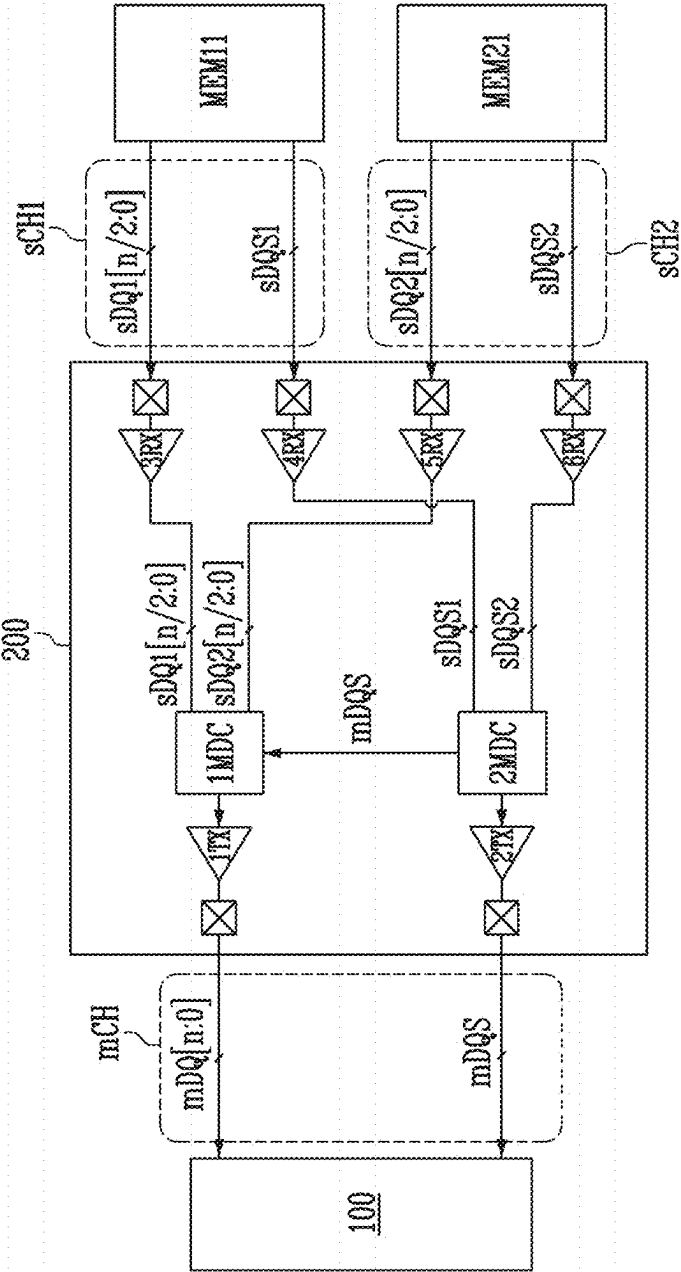 MEM11
MEM21
sCH1
sDQ1[n/2:0]
sDQS1
sDQ2[n/2:0]
sDQS2
sCH2
3RX
4RX
5RX
6RX
200
sDQ1[n/2:0]
sDQ2[n/2:0]
sDQS1
sDQS2
1MDC
mDQS
2MDC
1TX
2TX
mCH
mDQ[n:0]
mDQS
100